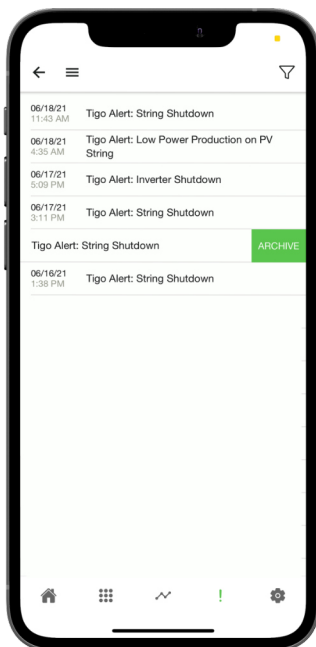 06/18/21
11:43 AM
Tigo Alert: String Shutdown
06/18/21
4:35 AM
Tigo Alert: Low Power Production on PV
String
06/17/21
5:09 PM
Tigo Alert: Inverter Shutdown
06/17/21
3:11 PM
Tigo Alert: String Shutdown
Tigo Alert: String Shutdown
ARCHIVE
06/16/21
1:38 PM
Tigo Alert: String Shutdown